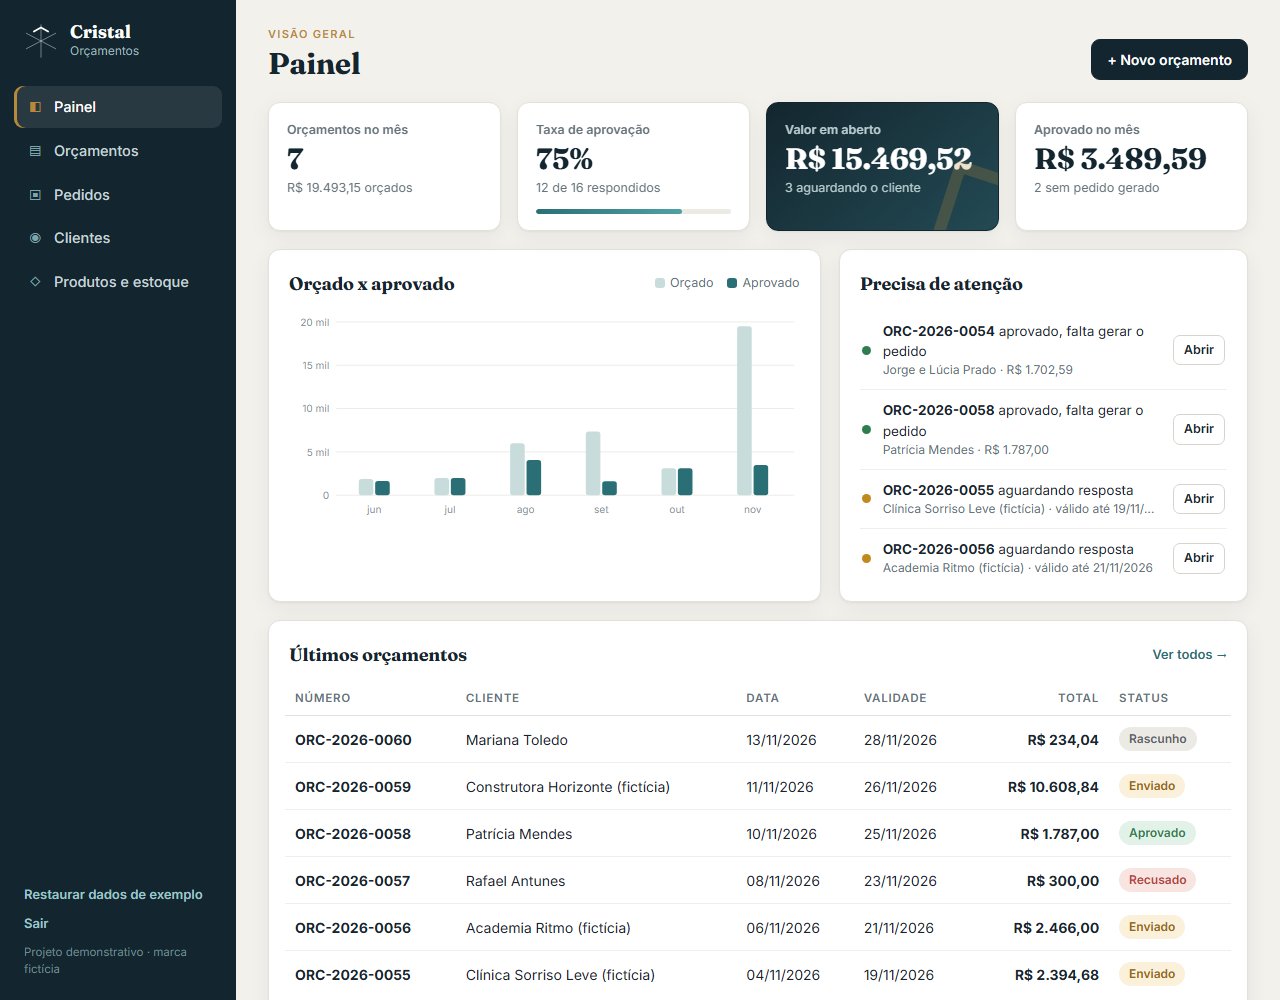 Cristal
Orçamentos
Painel
Orçamentos
Pedidos
Clientes
Produtos e estoque
Restaurar dados de exemplo
Sair
Projeto demonstrativo · marca
fictícia
VISÃO GERAL
Painel
+ Novo orçamento
Orçamentos no mês
7
R$ 19.493,15 orçados
Taxa de aprovação
75%
12 de 16 respondidos
Valor em aberto
R$ 15.469,52
3 aguardando o cliente
Aprovado no mês
R$ 3.489,59
2 sem pedido gerado
Orçado x aprovado
Orçado Aprovado
20 mil
15 mil
10 mil
5 mil
0
jun jul ago set out nov
Precisa de atenção
ORC-2026-0054 aprovado, falta gerar o
pedido
Jorge e Lúcia Prado · R$ 1.702,59
Abrir
ORC-2026-0058 aprovado, falta gerar o
pedido
Patrícia Mendes · R$ 1.787,00
Abrir
ORC-2026-0055 aguardando resposta
Clínica Sorriso Leve (fictícia) · válido até 19/11/...
Abrir
ORC-2026-0056 aguardando resposta
Academia Ritmo (fictícia) · válido até 21/11/2026
Abrir
Últimos orçamentos
Ver todos →
NÚMERO CLIENTE DATA VALIDADE TOTAL STATUS
ORC-2026-0060 Mariana Toledo 13/11/2026 28/11/2026 R$ 234,04 Rascunho
ORC-2026-0059 Construtora Horizonte (fictícia) 11/11/2026 26/11/2026 R$ 10.608,84 Enviado
ORC-2026-0058 Patrícia Mendes 10/11/2026 25/11/2026 R$ 1.787,00 Aprovado
ORC-2026-0057 Rafael Antunes 08/11/2026 23/11/2026 R$ 300,00 Recusado
ORC-2026-0056 Academia Ritmo (fictícia) 06/11/2026 21/11/2026 R$ 2.466,00 Enviado
ORC-2026-0055 Clínica Sorriso Leve (fictícia) 04/11/2026 19/11/2026 R$ 2.394,68 Enviado